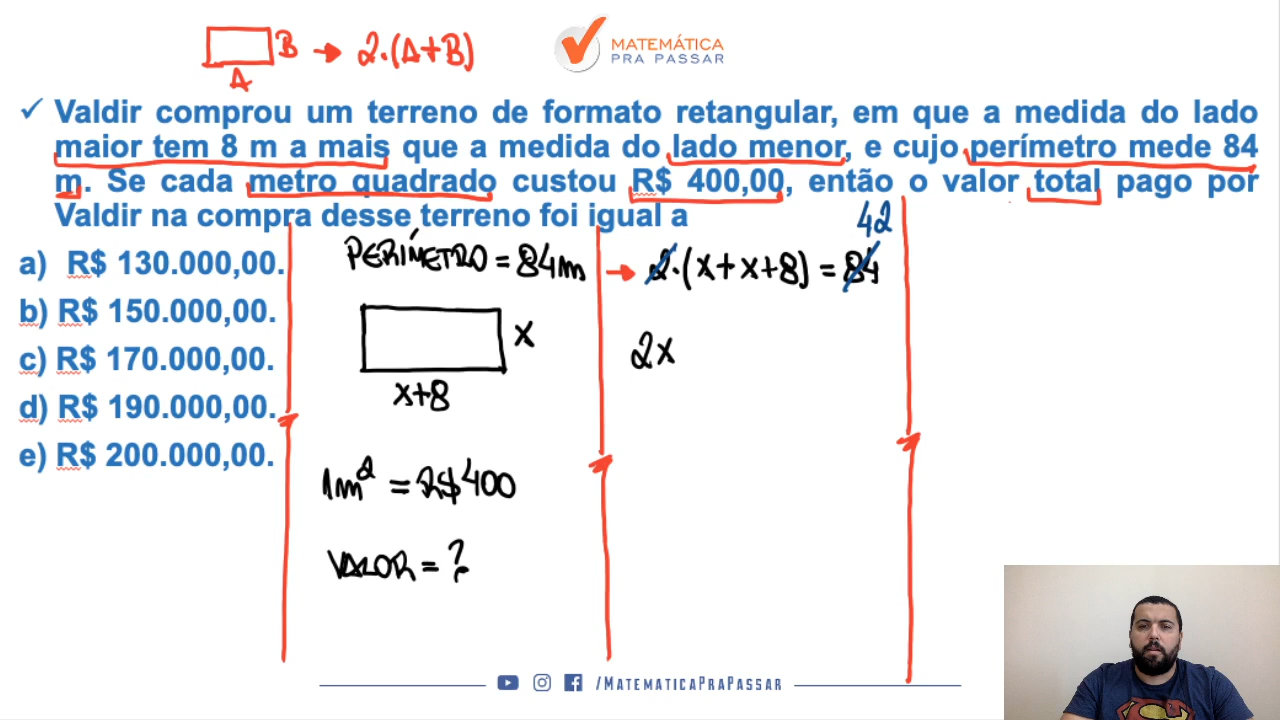 B → 2·(A+B)
A
MATEMÁTICA
PRA PASSAR
✓ Valdir comprou um terreno de formato retangular, em que a medida do lado
maior tem 8 m a mais que a medida do lado menor, e cujo perímetro mede 84
m. Se cada metro quadrado custou R$ 400,00, então o valor total pago por
Valdir na compra desse terreno foi igual a
a) R$ 130.000,00.
b) R$ 150.000,00.
c) R$ 170.000,00.
d) R$ 190.000,00.
e) R$ 200.000,00.
PERÍMETRO = 84m
x
x+8
1m² = R$400
VALOR = ?
42
→ 2·(x+x+8) = 84
2x
/MATEMATICAPRAPASSAR